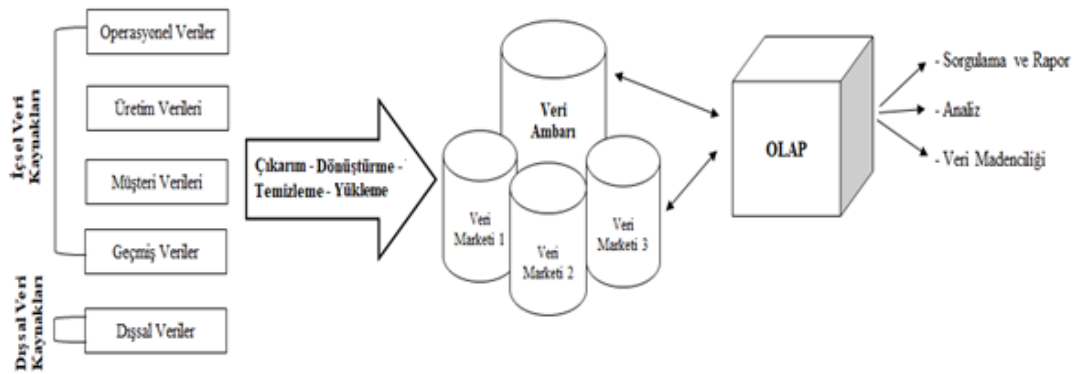 İçsel Veri
Kaynakları
Operasyonel Veriler
Üretim Verileri
Müşteri Verileri
Geçmiş Veriler
Dışsal Veri
Kaynakları
Dışsal Veriler
Çıkarım - Dönüştürme -
Temizleme - Yükleme
Veri
Ambarı
Veri
Marketi 1
Veri
Marketi 2
Veri
Marketi 3
OLAP
- Sorgulama ve Rapor
- Analiz
- Veri Madenciliği